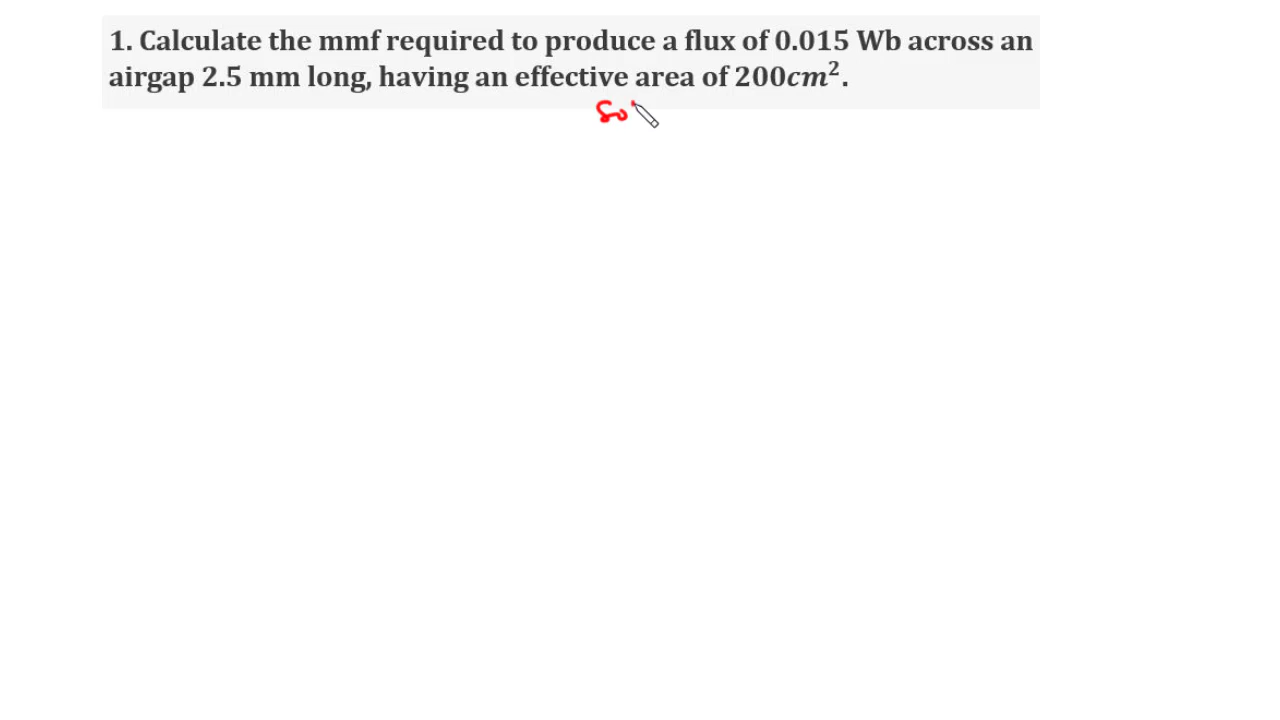 1. Calculate the mmf required to produce a flux of 0.015 Wb across an
airgap 2.5 mm long, having an effective area of 200cm².
So